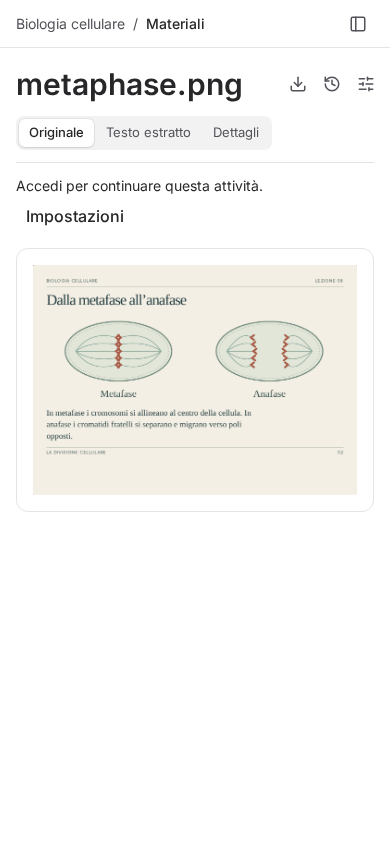 Biologia cellulare / Materiali
metaphase.png
Originale Testo estratto Dettagli
Accedi per continuare questa attività.
Impostazioni
BIOLOGIA CELLULARE LEZIONE 08
Dalla metafase all’anafase
Metafase Anafase
In metafase i cromosomi si allineano al centro della cellula. In
anafase i cromatidi fratelli si separano e migrano verso poli
opposti.
LA DIVISIONE CELLULARE 02